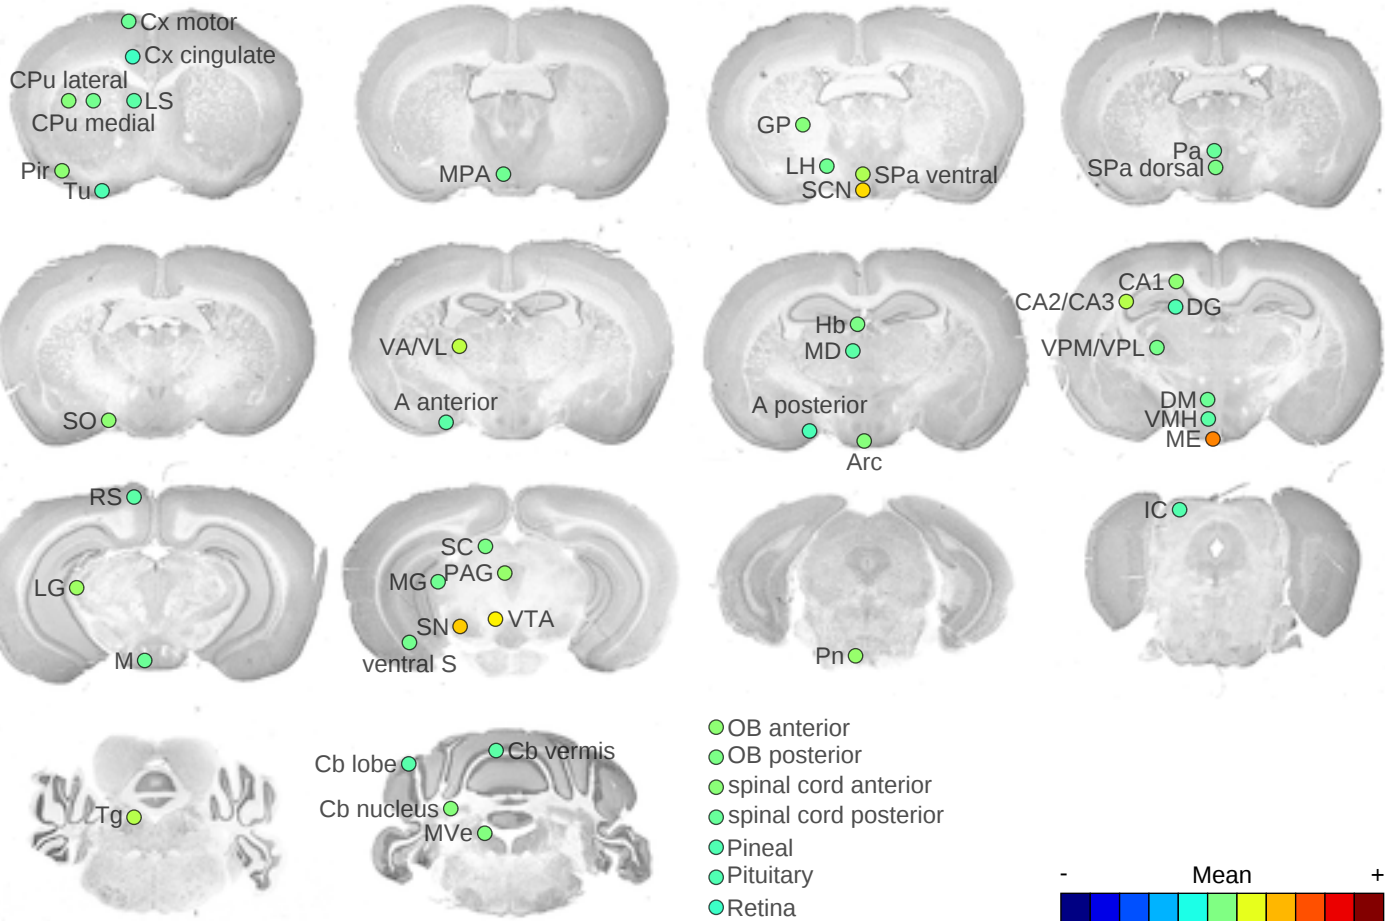 Cx motor
Cx cingulate
CPu lateral
LS
CPu medial
Pir
Tu
MPA
GP
LH
SPa ventral
SCN
Pa
SPa dorsal
SO
VA/VL
A anterior
Hb
MD
A posterior
Arc
CA1
CA2/CA3
DG
VPM/VPL
DM
VMH
ME
RS
LG
M
SC
MG
PAG
SN
VTA
ventral S
Pn
IC
Tg
Cb lobe
Cb vermis
Cb nucleus
MVe
OB anterior
OB posterior
spinal cord anterior
spinal cord posterior
Pineal
Pituitary
Retina
- Mean +